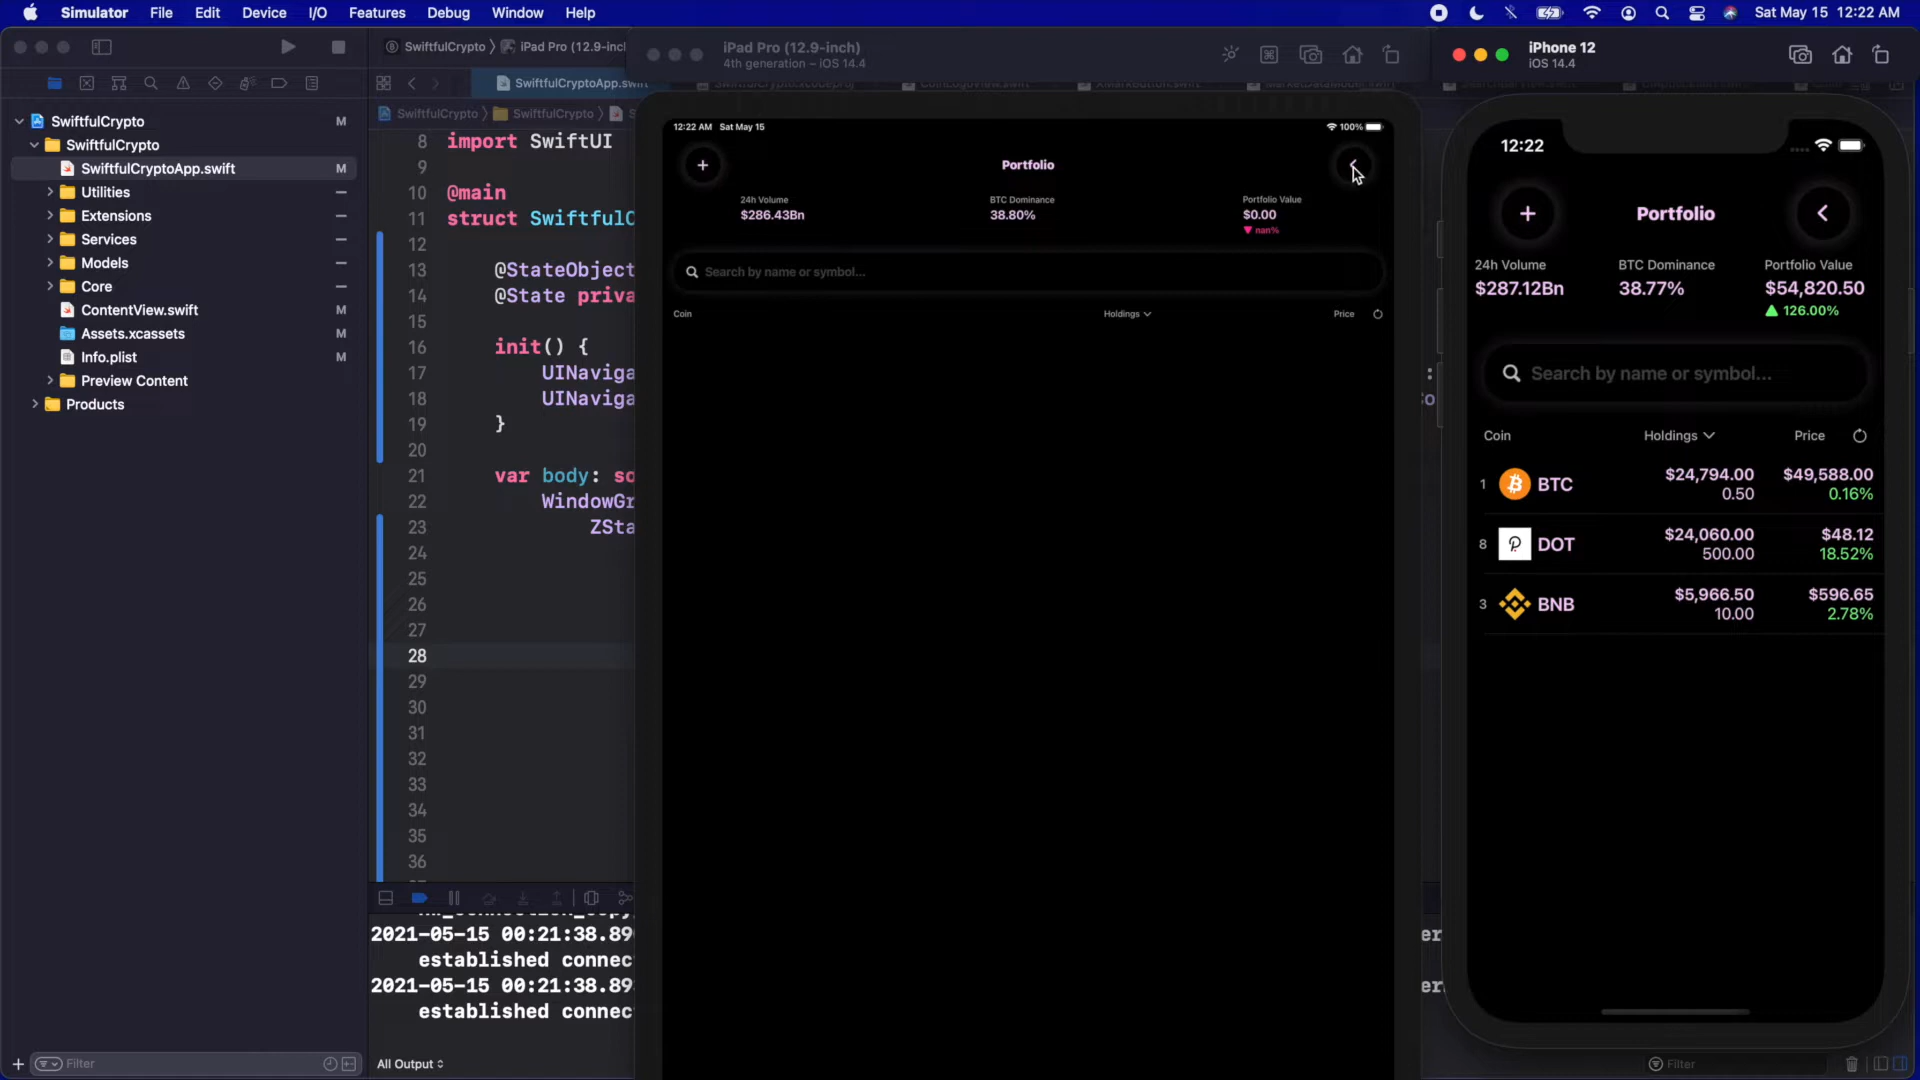 Simulator File Edit Device I/O Features Debug Window Help
Sat May 15 12:22 AM
SwiftfulCrypto M
SwiftfulCrypto
SwiftfulCryptoApp.swift M
Utilities
Extensions
Services
Models
Core
ContentView.swift M
Assets.xcassets M
Info.plist M
Preview Content
Products
Filter
SwiftfulCrypto iPad Pro (12.9-incl
SwiftfulCryptoApp.swift
SwiftfulCrypto SwiftfulCrypto S
8 import SwiftUI
9
10 @main
11 struct SwiftfulC
12
13 @StateObject
14 @State priva
15
16 init() {
17 UINaviga
18 UINaviga
19 }
20
21 var body: so
22 WindowGr
23 ZSta
24
25
26
27
28
29
30
31
32
33
34
35
36
2021-05-15 00:21:38.89
established connec
2021-05-15 00:21:38.89
established connec
All Output
iPad Pro (12.9-inch)
4th generation – iOS 14.4
12:22 AM Sat May 15
100%
+
Portfolio
24h Volume
$286.43Bn
BTC Dominance
38.80%
Portfolio Value
$0.00
nan%
Search by name or symbol...
Coin Holdings Price
er
er
iPhone 12
iOS 14.4
12:22
+
Portfolio
24h Volume
$287.12Bn
BTC Dominance
38.77%
Portfolio Value
$54,820.50
126.00%
Search by name or symbol...
Coin Holdings Price
1 BTC $24,794.00 $49,588.00
0.50 0.16%
8 DOT $24,060.00 $48.12
500.00 18.52%
3 BNB $5,966.50 $596.65
10.00 2.78%
Filter